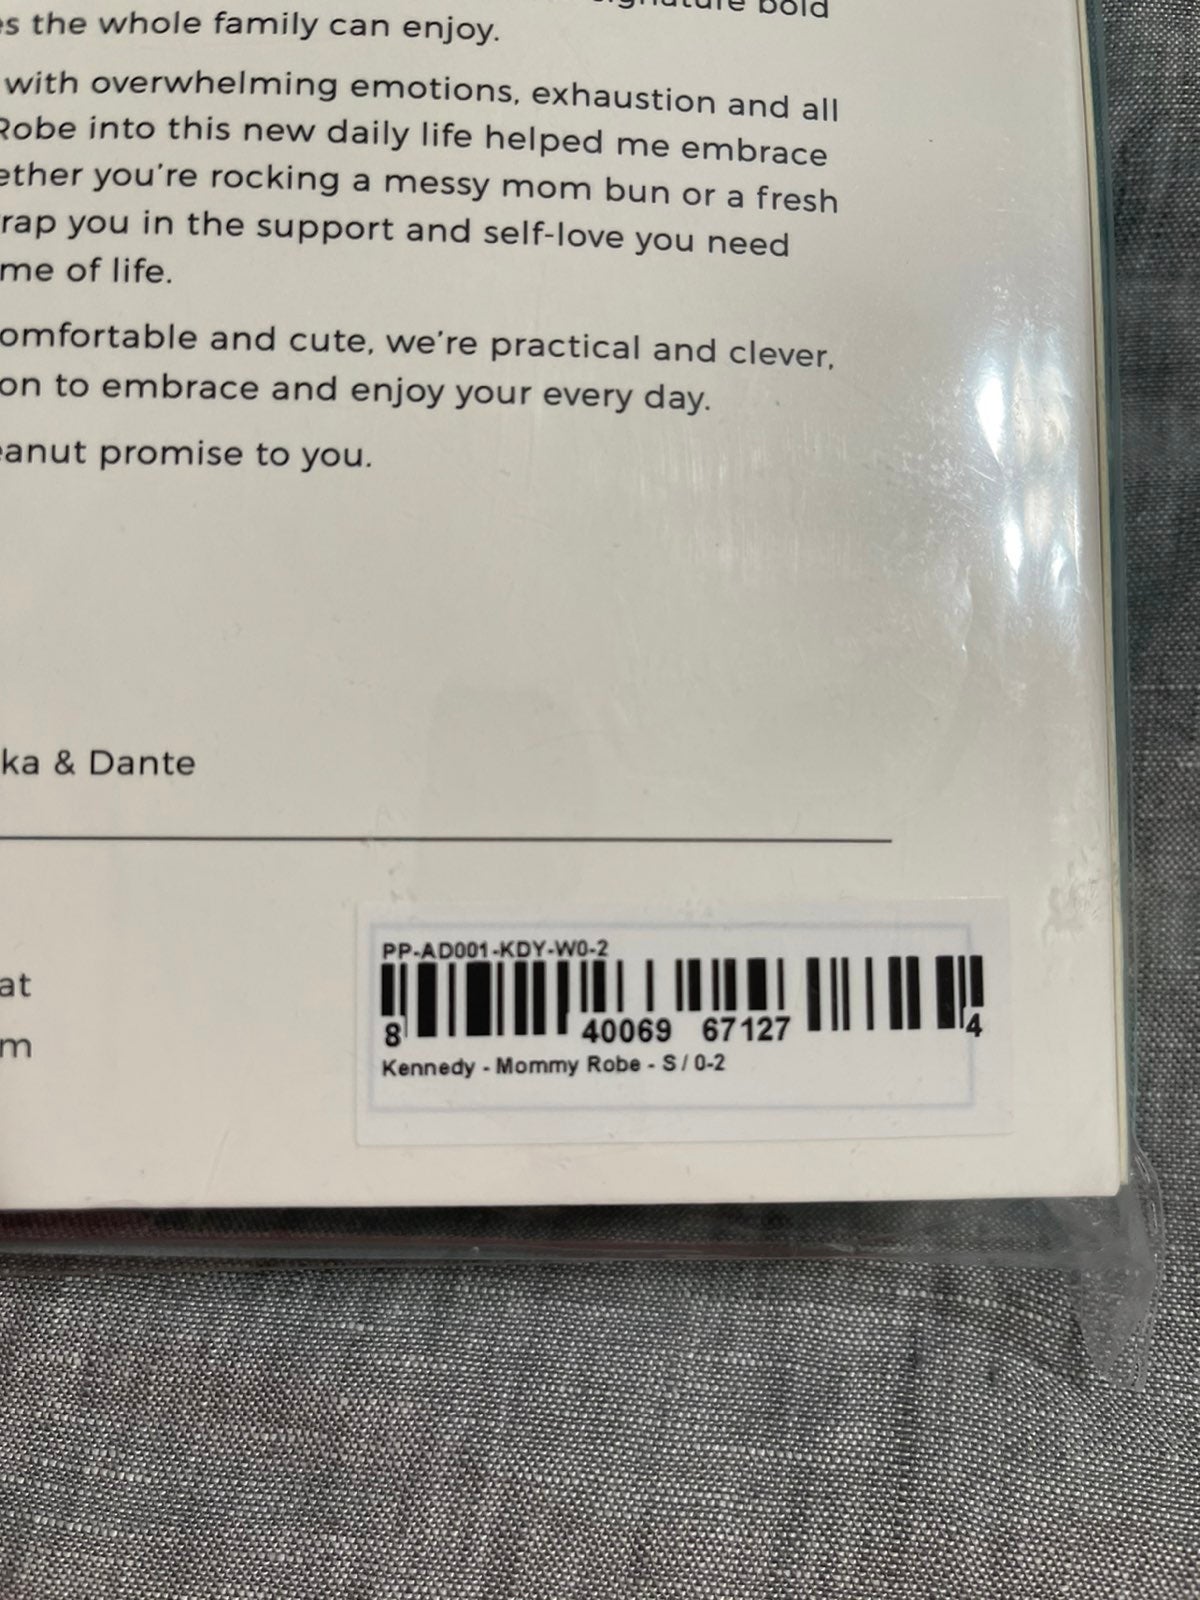 signature bold
es the whole family can enjoy.
with overwhelming emotions, exhaustion and all
Robe into this new daily life helped me embrace
ether you're rocking a messy mom bun or a fresh
rap you in the support and self-love you need
me of life.
omfortable and cute, we're practical and clever,
on to embrace and enjoy your every day.
eanut promise to you.
ka & Dante
at
m
PP-AD001-KDY-W0-2
8 40069 67127 4
Kennedy - Mommy Robe - S / 0-2